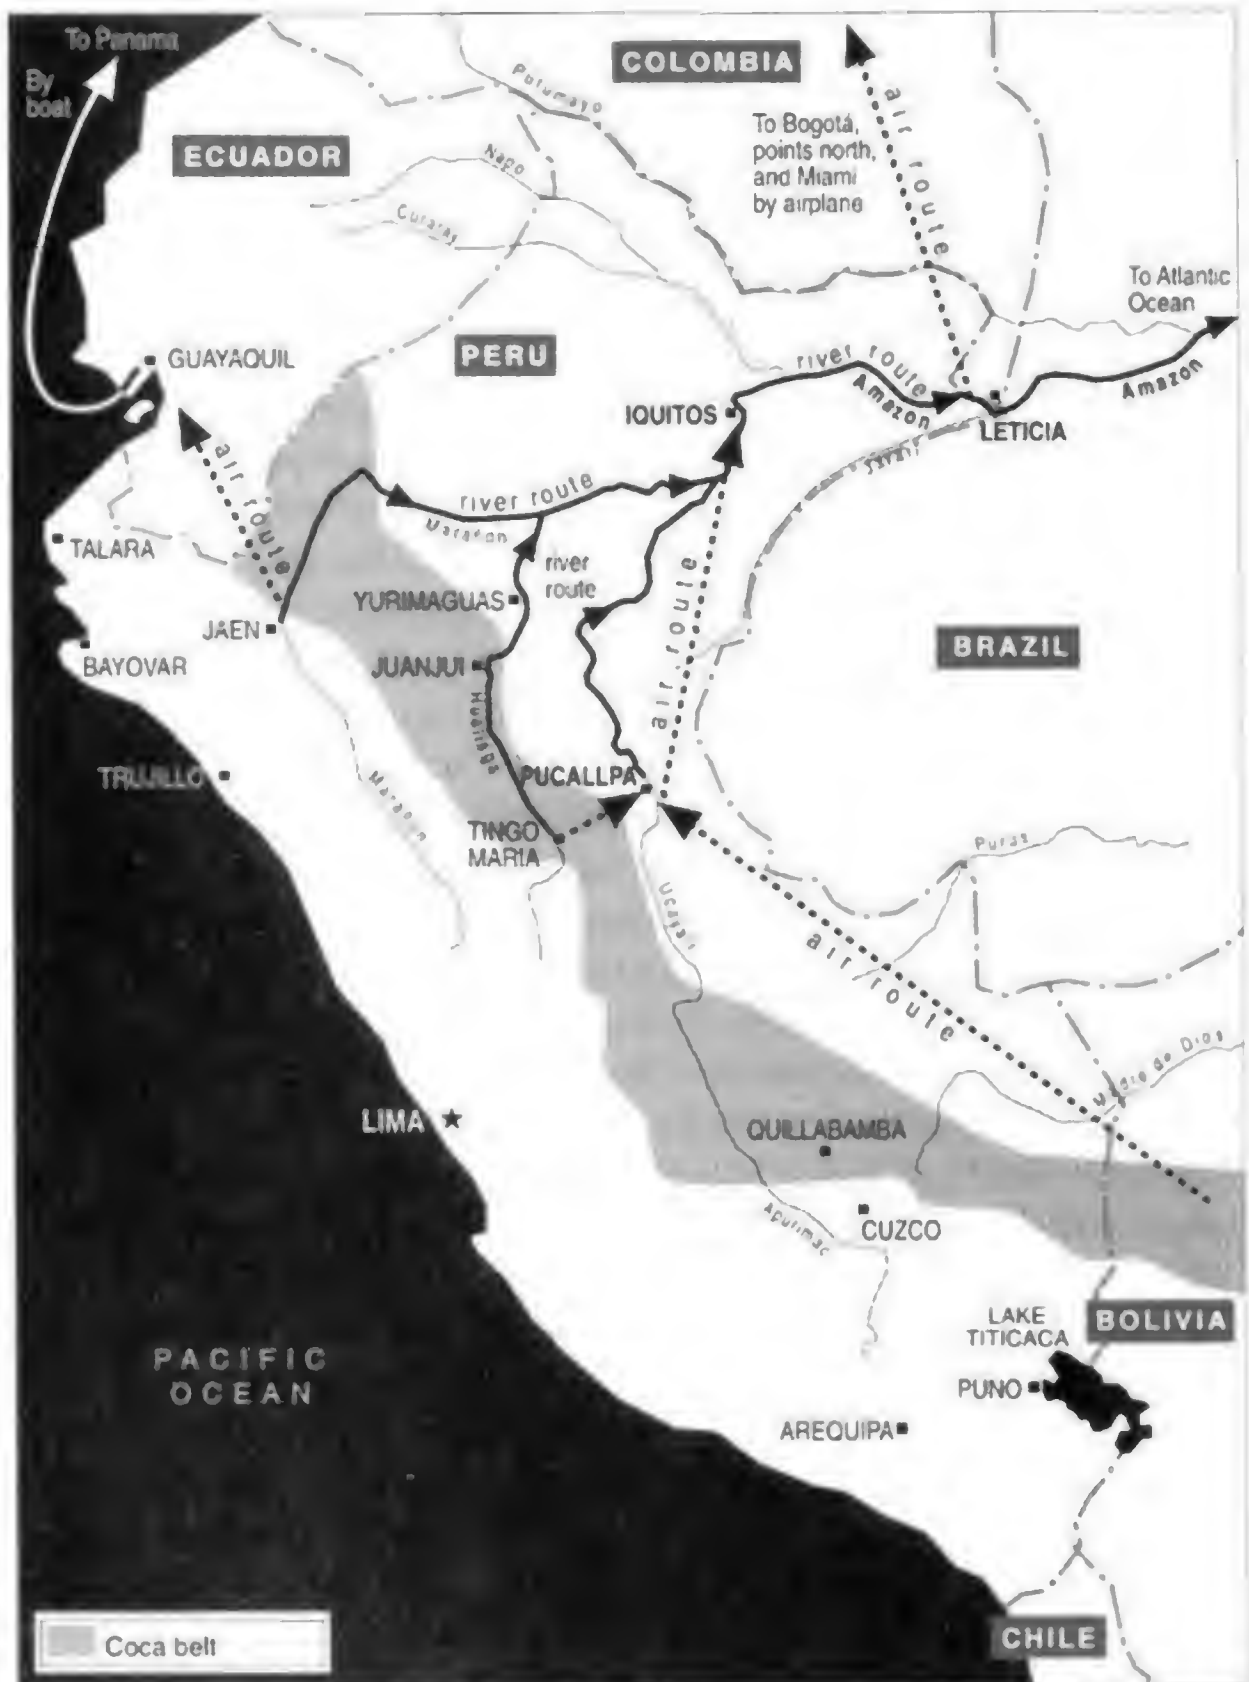 To Panama
By
boat
COLOMBIA
Putumayo
air route
To Bogotá,
points north,
and Miami
by airplane
ECUADOR
Napo
Curaray
To Atlantic
Ocean
PERU
GUAYAQUIL
river route
Amazon
Amazon
IQUITOS
LETICIA
air route
river route
Marañon
TALARA
river
route
YURIMAGUAS
air route
JAEN
BAYOVAR
JUANJUI
BRAZIL
Huallaga
TRUJILLO
Marañon
PUCALLPA
TINGO
MARIA
Puras
Ucayali
air route
Madre de Dios
LIMA
QUILLABAMBA
Apurimac
CUZCO
LAKE
TITICACA
BOLIVIA
PACIFIC
OCEAN
PUNO
AREQUIPA
Coca belt
CHILE